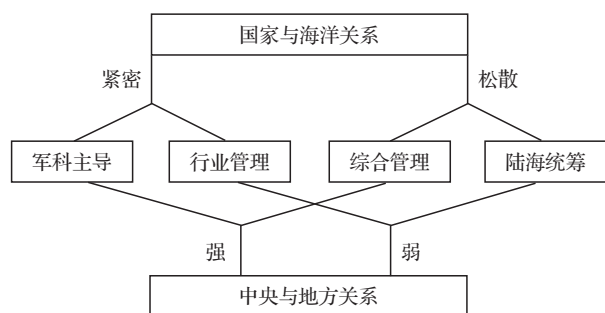 国家与海洋关系
紧密
松散
军科主导
行业管理
综合管理
陆海统筹
强
弱
中央与地方关系